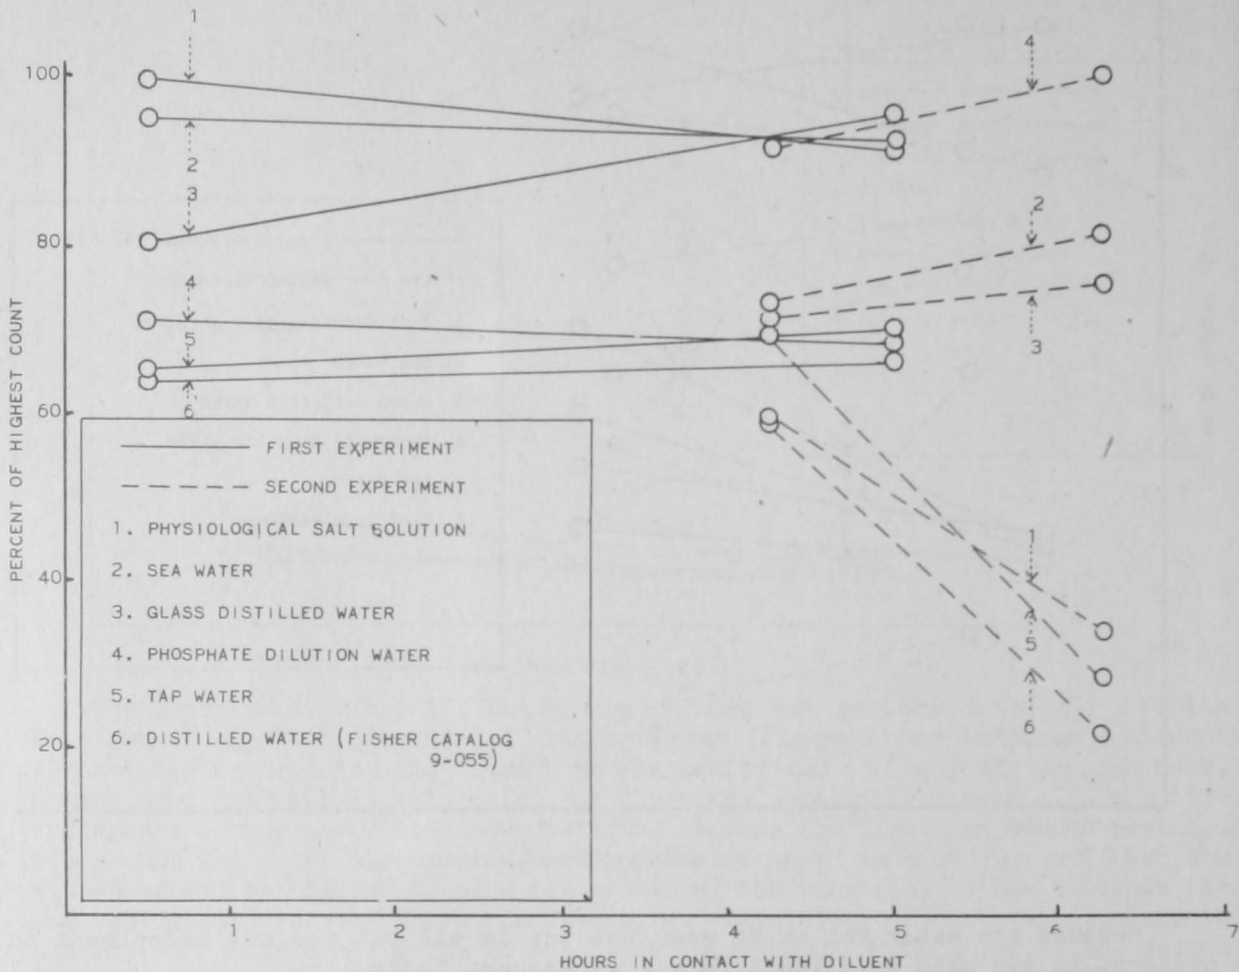 1
4
100
2
3
2
80
4
3
5
60
6
FIRST EXPERIMENT
SECOND EXPERIMENT
1. PHYSIOLOGICAL SALT SOLUTION
1
2. SEA WATER
40
3. GLASS DISTILLED WATER
4. PHOSPHATE DILUTION WATER
5
5. TAP WATER
6
20
6. DISTILLED WATER (FISHER CATALOG
9-055)
1 2 3 4 5 6 7
HOURS IN CONTACT WITH DILUENT
PERCENT OF HIGHEST COUNT